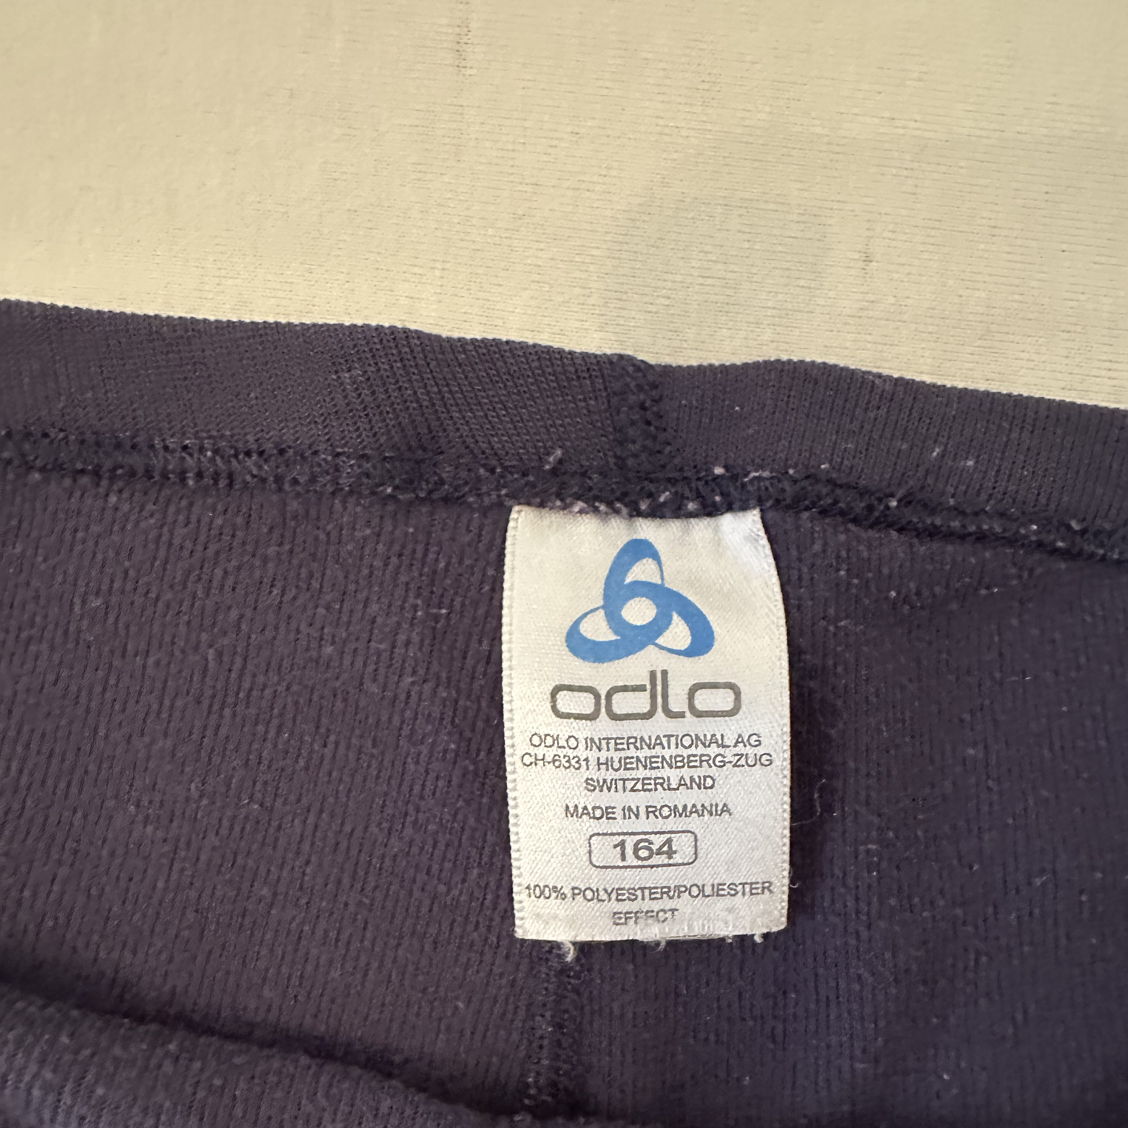 odlo
ODLO INTERNATIONAL AG
CH-6331 HUENENBERG-ZUG
SWITZERLAND
MADE IN ROMANIA
164
100% POLYESTER/POLIESTER
EFFECT